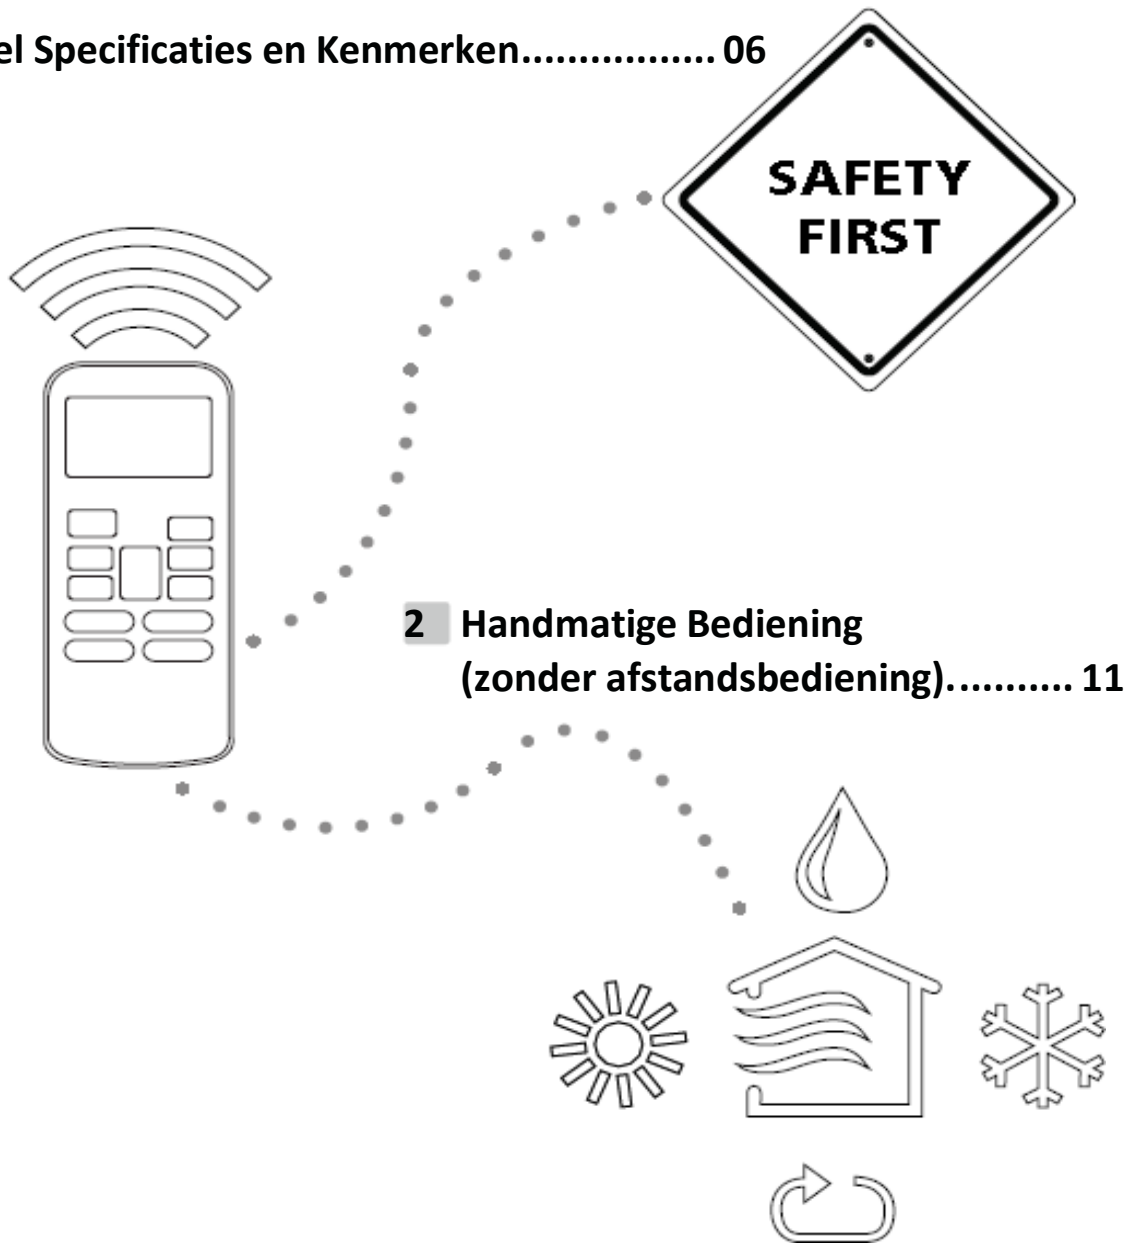 el Specificaties en Kenmerken................. 06
SAFETY
FIRST
2 Handmatige Bediening
(zonder afstandsbediening)........... 11